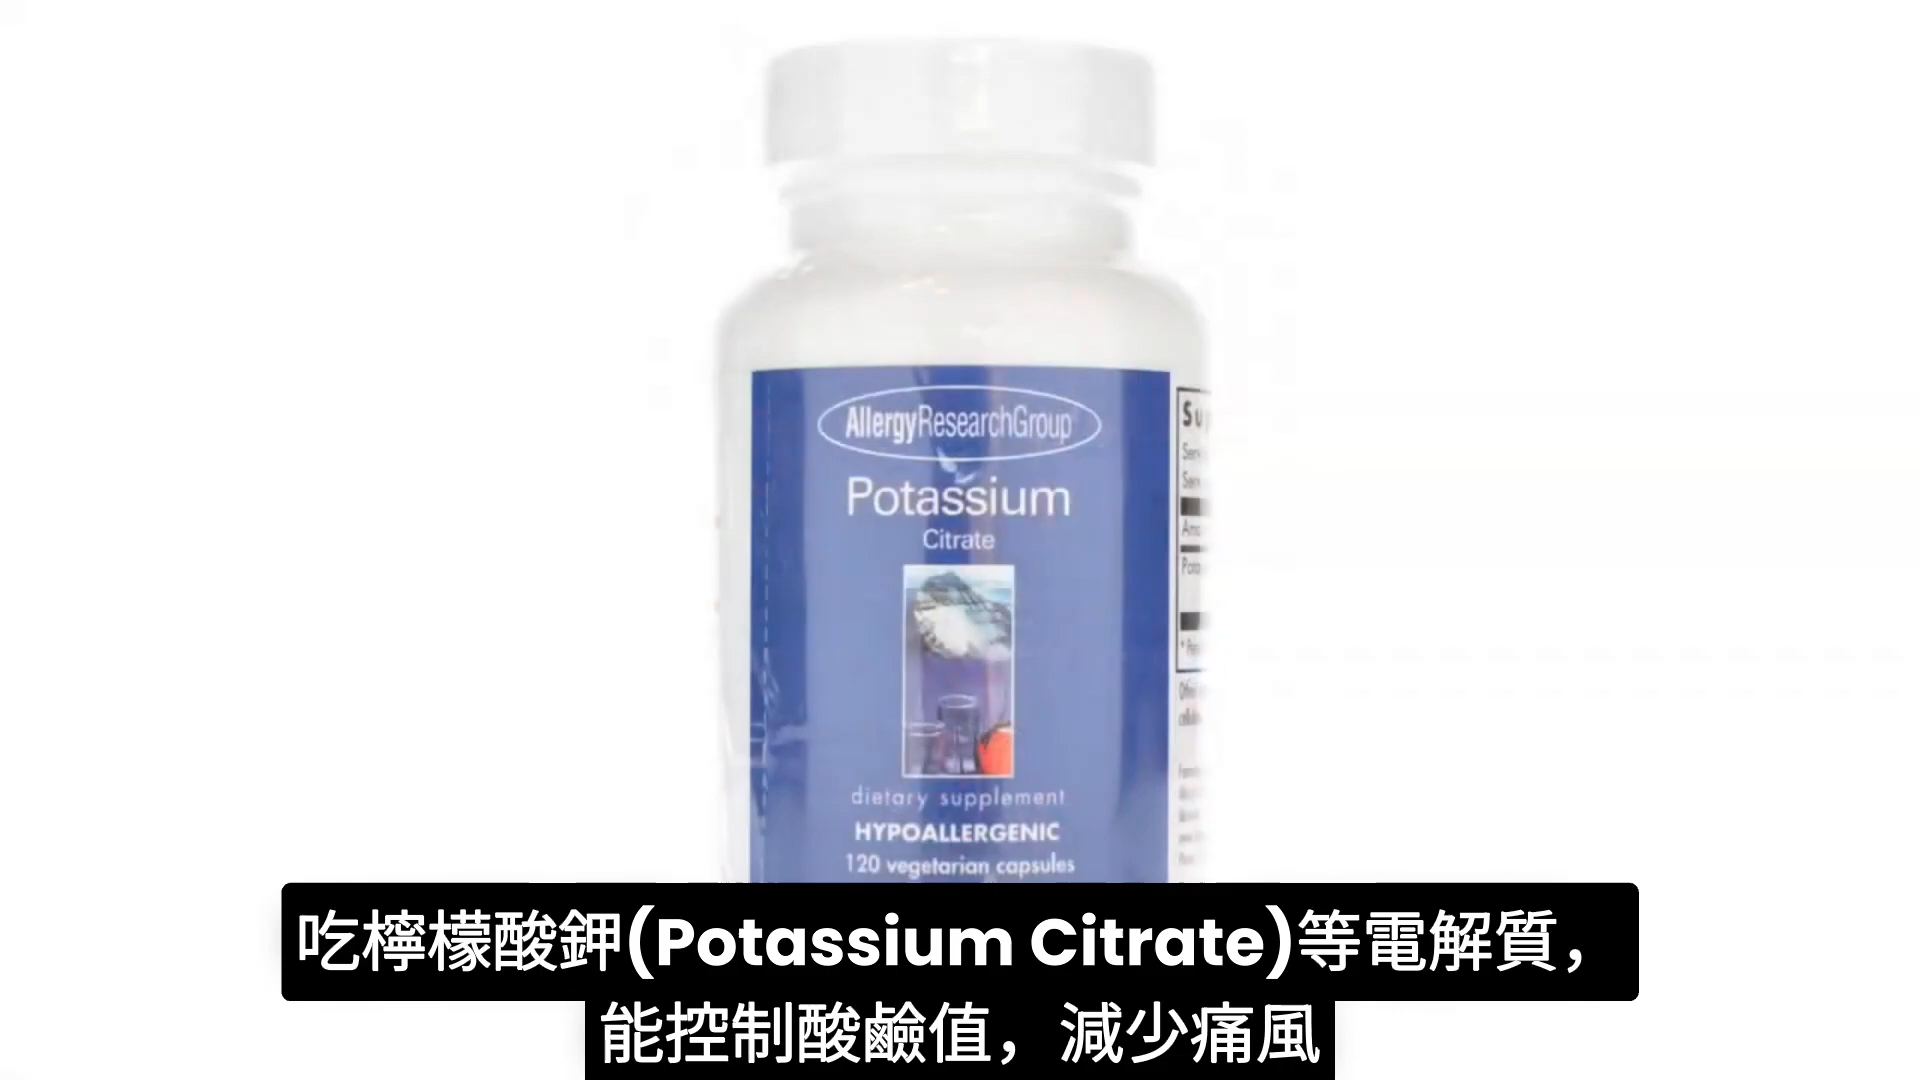 AllergyResearchGroup
Potassium
Citrate
dietary supplement
HYPOALLERGENIC
120 vegetarian capsules
吃檸檬酸鉀(Potassium Citrate)等電解質，
能控制酸鹼值，減少痛風